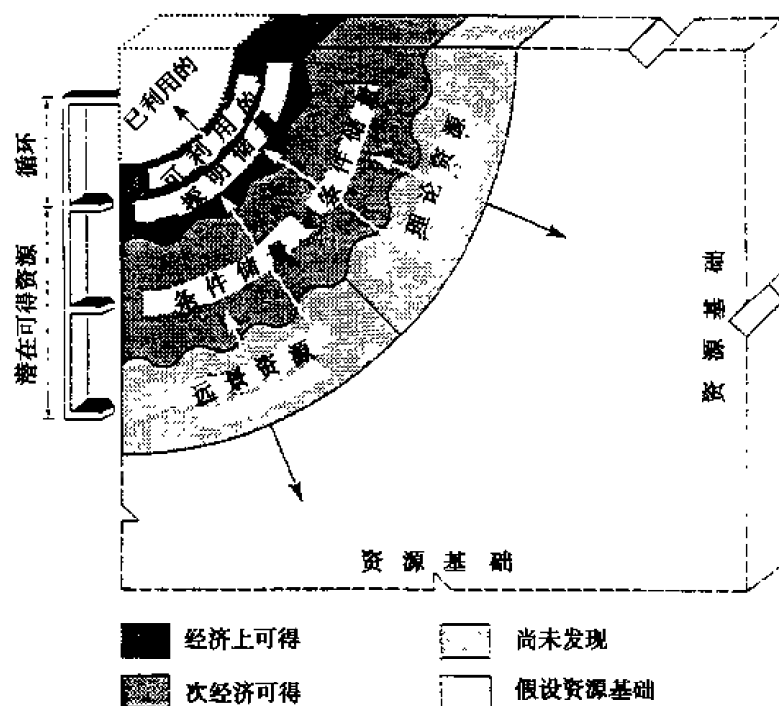 已利用的
可利用的
探明储
条件储量
条件储量
理论资源
远景资源
循环
潜在可得资源
资源基础
资源基础
经济上可得
尚未发现
次经济可得
假设资源基础